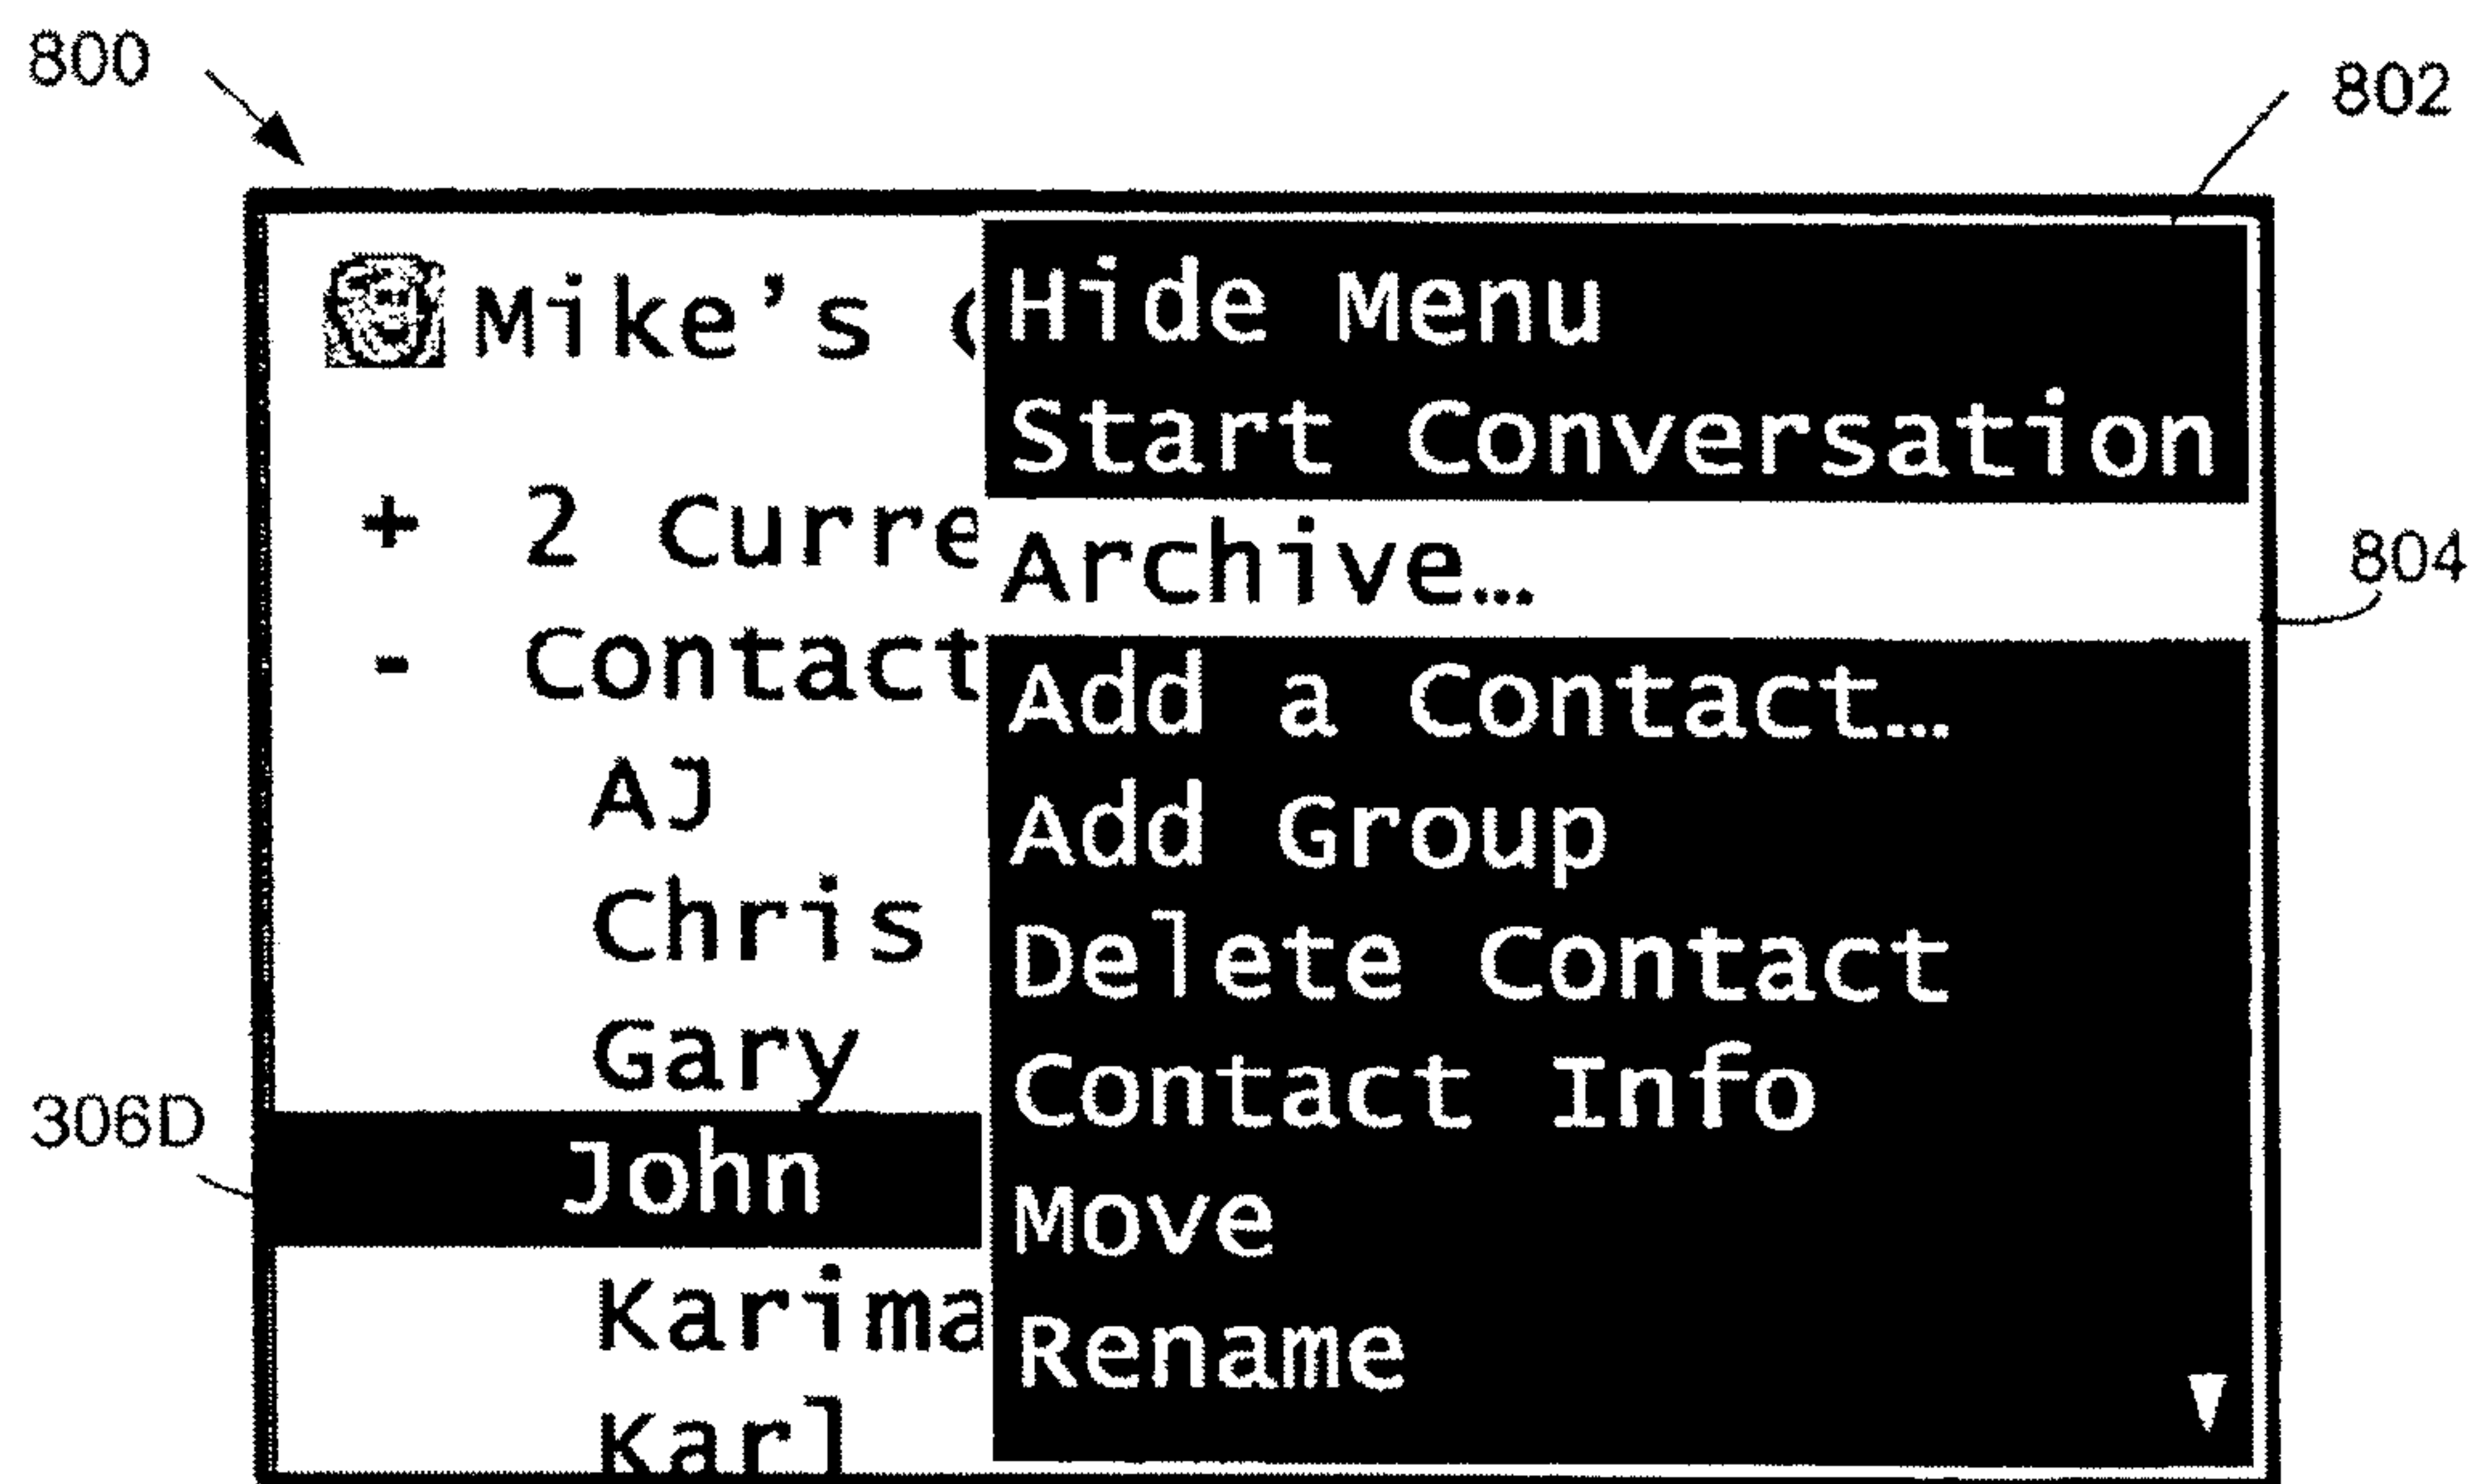 800
802
Mike's
Hide Menu
Start Conversation
+ 2 Curre
Archive…
804
- Contact
Add a Contact…
AJ
Add Group
Chris
Delete Contact
Gary
Contact Info
306D
John
Move
Karima
Rename
Karl